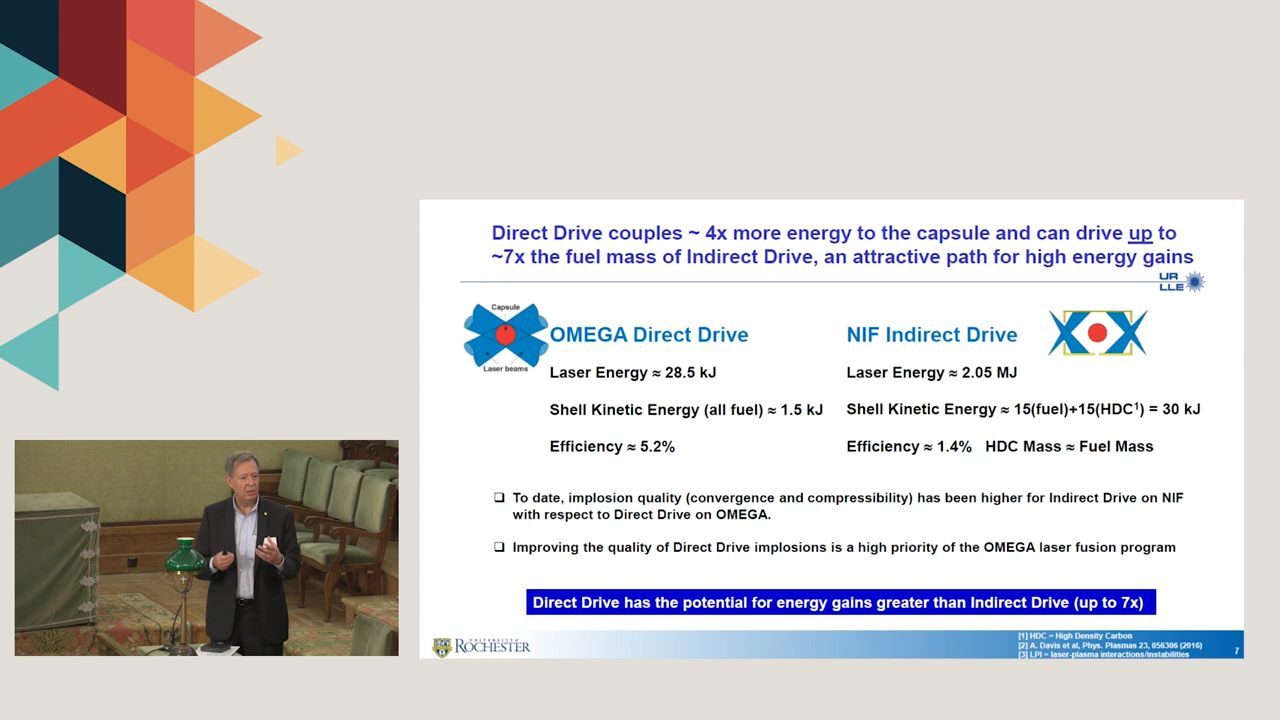 Direct Drive couples ~ 4x more energy to the capsule and can drive up to
~7x the fuel mass of Indirect Drive, an attractive path for high energy gains
UR
LLE
Capsule
Laser beams
OMEGA Direct Drive
Laser Energy ≈ 28.5 kJ
Shell Kinetic Energy (all fuel) ≈ 1.5 kJ
Efficiency ≈ 5.2%
NIF Indirect Drive
Laser Energy ≈ 2.05 MJ
Shell Kinetic Energy ≈ 15(fuel)+15(HDC¹) = 30 kJ
Efficiency ≈ 1.4% HDC Mass ≈ Fuel Mass
❑ To date, implosion quality (convergence and compressibility) has been higher for Indirect Drive on NIF
with respect to Direct Drive on OMEGA.
❑ Improving the quality of Direct Drive implosions is a high priority of the OMEGA laser fusion program
Direct Drive has the potential for energy gains greater than Indirect Drive (up to 7x)
UNIVERSITY of
ROCHESTER
[1] HDC = High Density Carbon
[2] A. Davis et al, Phys. Plasmas 23, 056306 (2016)
[3] LPI = laser-plasma interactions/instabilities
7